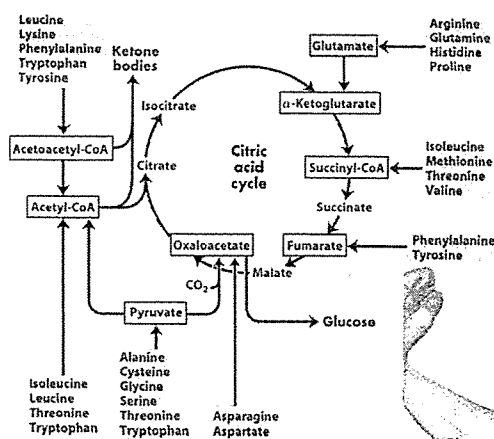 Leucine
Lysine
Phenylalanine
Tryptophan
Tyrosine
Ketone
bodies
Arginine
Glutamine
Histidine
Proline
Glutamate
Isocitrate
α-Ketoglutarate
Acetoacetyl-CoA
Citrate
Citric
acid
cycle
Isoleucine
Methionine
Threonine
Valine
Succinyl-CoA
Acetyl-CoA
Succinate
Oxaloacetate
Fumarate
Phenylalanine
Tyrosine
Malate
CO2
Pyruvate
Glucose
Alanine
Cysteine
Glycine
Serine
Threonine
Tryptophan
Isoleucine
Leucine
Threonine
Tryptophan
Asparagine
Aspartate